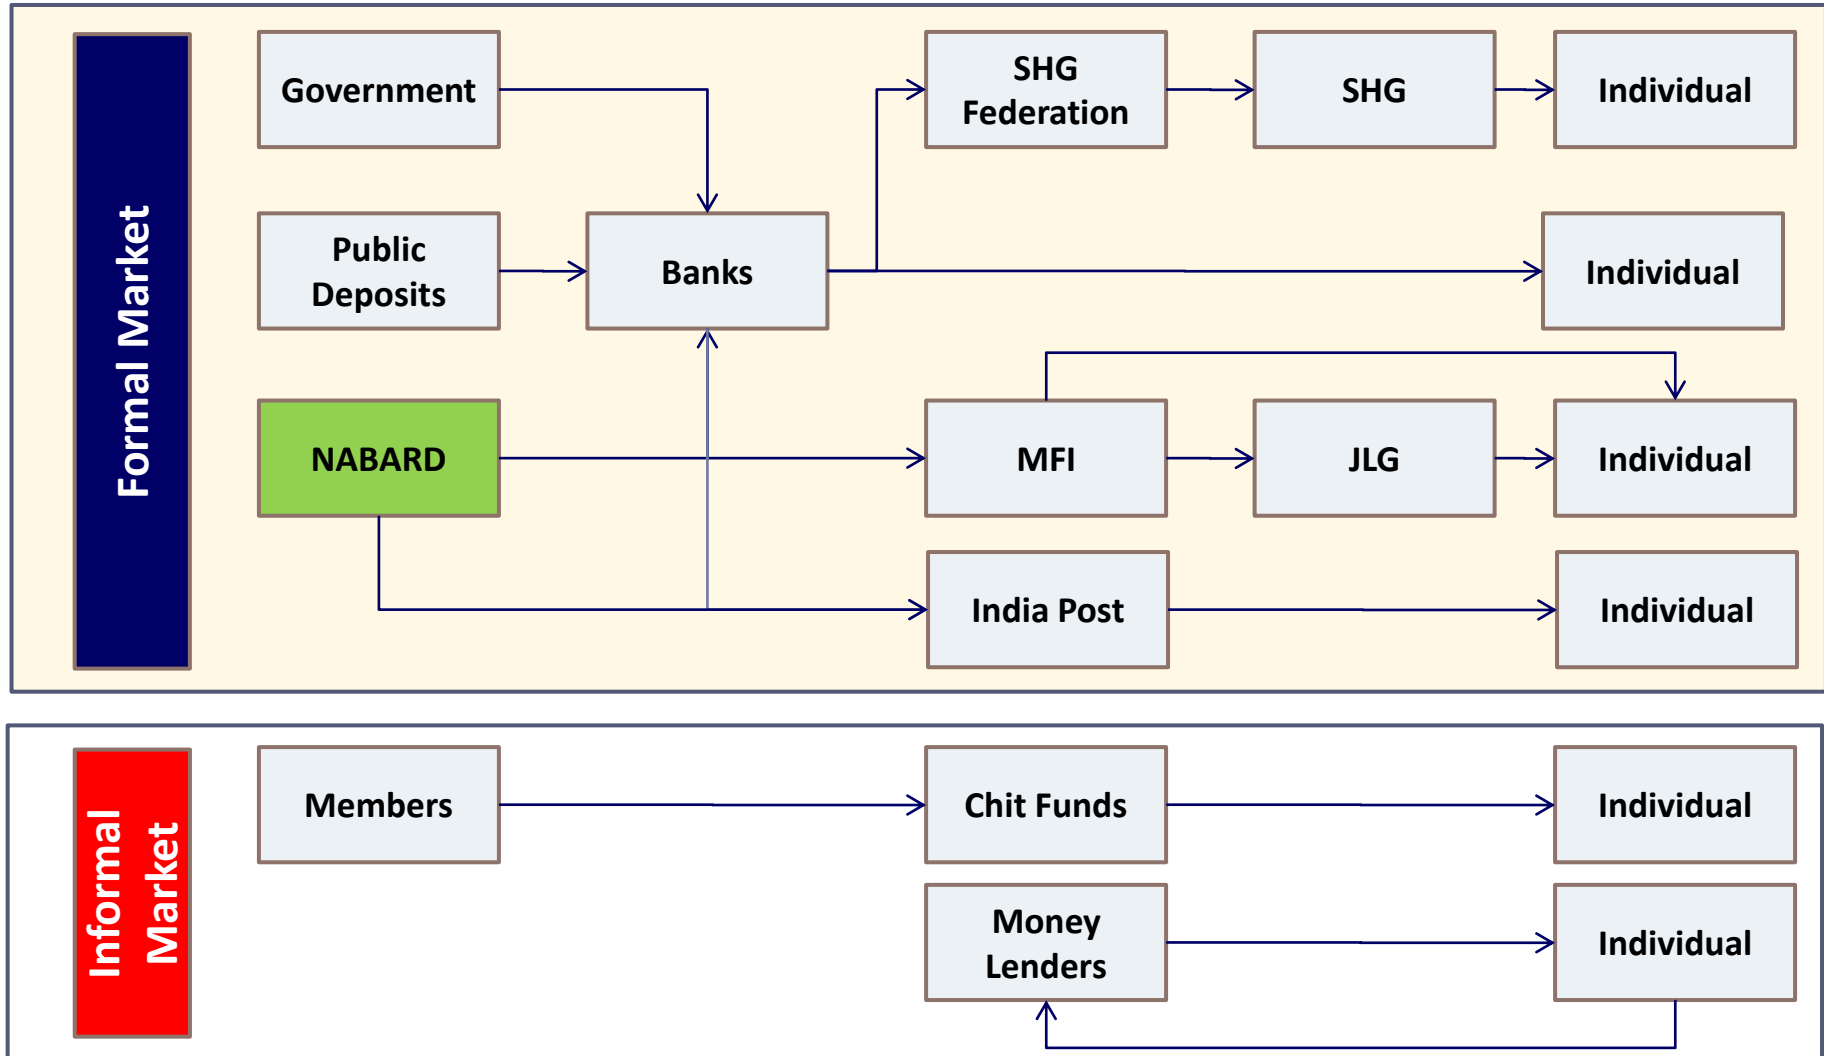 Formal Market
Government
SHG
Federation
SHG
Individual
Public
Deposits
Banks
Individual
NABARD
MFI
JLG
Individual
India Post
Individual
Informal
Market
Members
Chit Funds
Individual
Money
Lenders
Individual